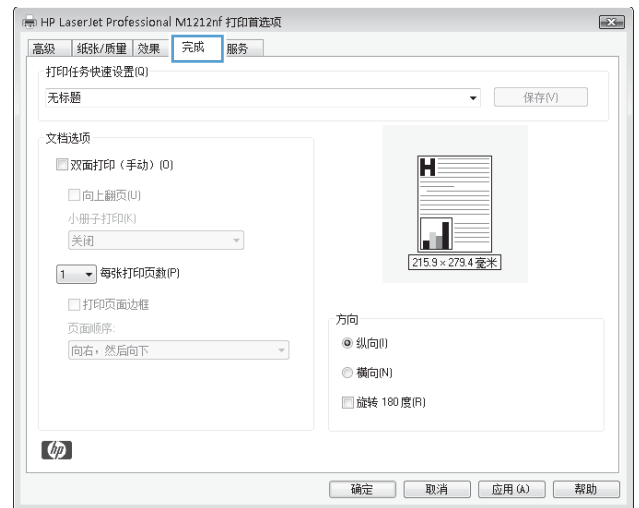 HP LaserJet Professional M1212nf 打印首选项
高级 纸张/质量 效果 完成 服务
打印任务快速设置(Q)
无标题 保存(V)
文档选项
双面打印（手动）(O)
向上翻页(U)
小册子打印(K)
关闭
1 每张打印页数(P)
打印页面边框
页面顺序:
向右，然后向下
H
215.9 × 279.4 毫米
方向
纵向(I)
横向(N)
旋转 180 度(R)
hp
确定 取消 应用(A) 帮助